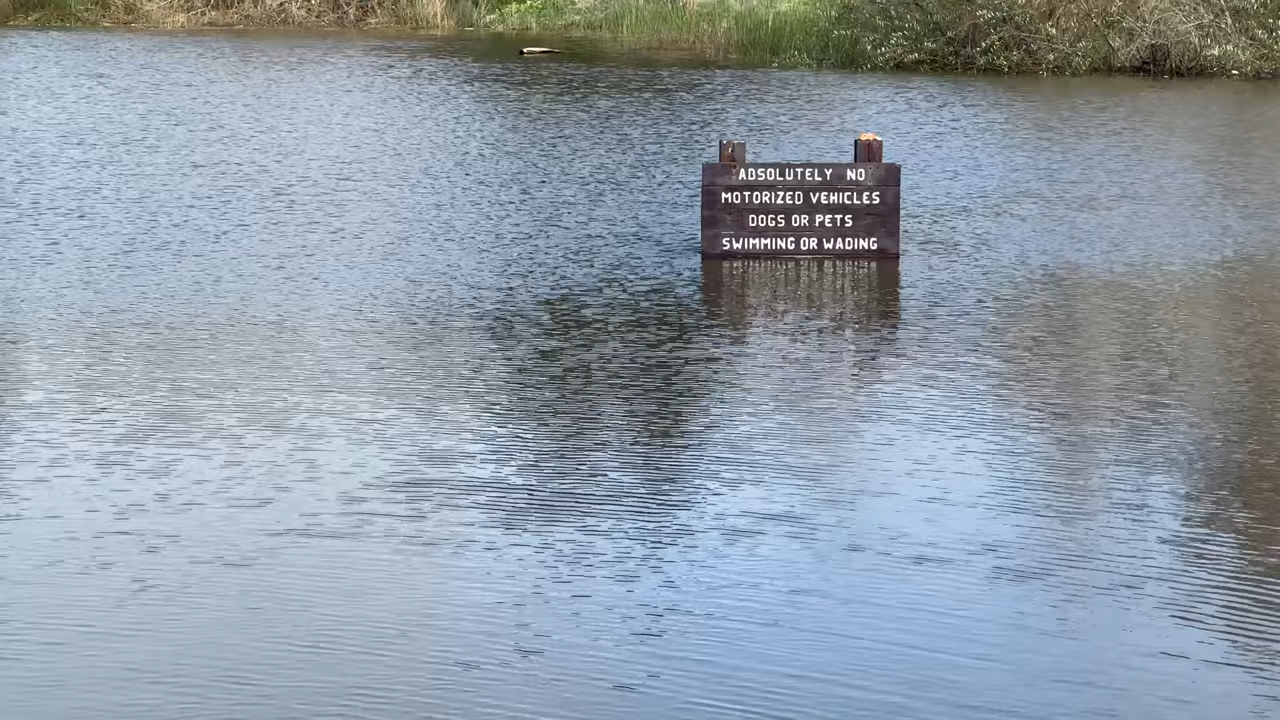 ABSOLUTELY NO
MOTORIZED VEHICLES
DOGS OR PETS
SWIMMING OR WADING